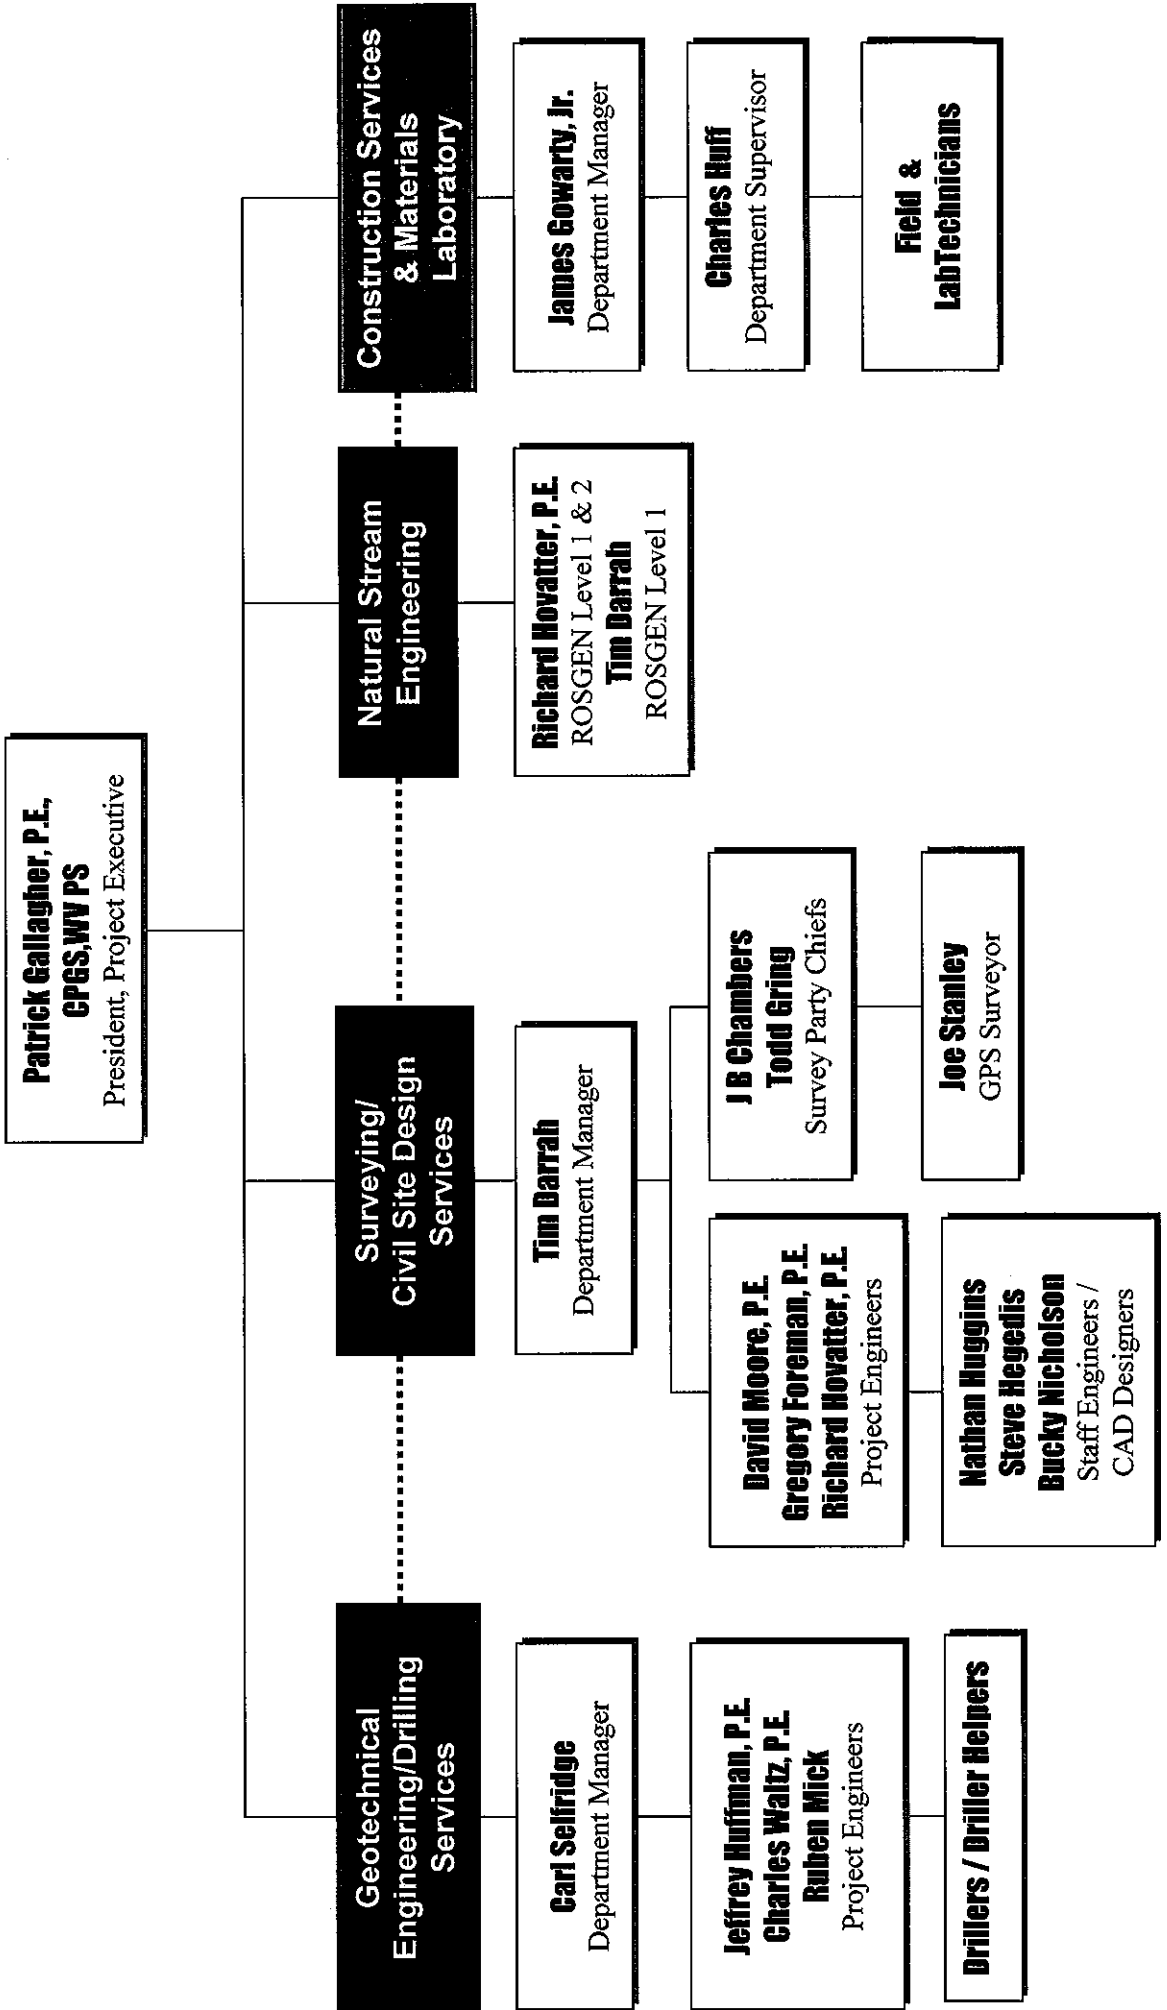 Patrick Gallagher, P.E.,
CPGS,WV PS
President, Project Executive
Geotechnical
Engineering/Drilling
Services
Carl Selfridge
Department Manager
Jeffrey Huffman, P.E.
Charles Waltz, P.E.
Ruben Mick
Project Engineers
Drillers / Driller Helpers
Surveying/
Civil Site Design
Services
Tim Darrah
Department Manager
David Moore, P.E.
Gregory Foreman, P.E.
Richard Hovatter, P.E.
Project Engineers
Nathan Huggins
Steve Hegedis
Bucky Nicholson
Staff Engineers /
CAD Designers
J B Chambers
Todd Gring
Survey Party Chiefs
Joe Stanley
GPS Surveyor
Natural Stream
Engineering
Richard Hovatter, P.E.
ROSGEN Level 1 & 2
Tim Darrah
ROSGEN Level 1
Construction Services
& Materials
Laboratory
James Gowarty, Jr.
Department Manager
Charles Huff
Department Supervisor
Field &
LabTechnicians